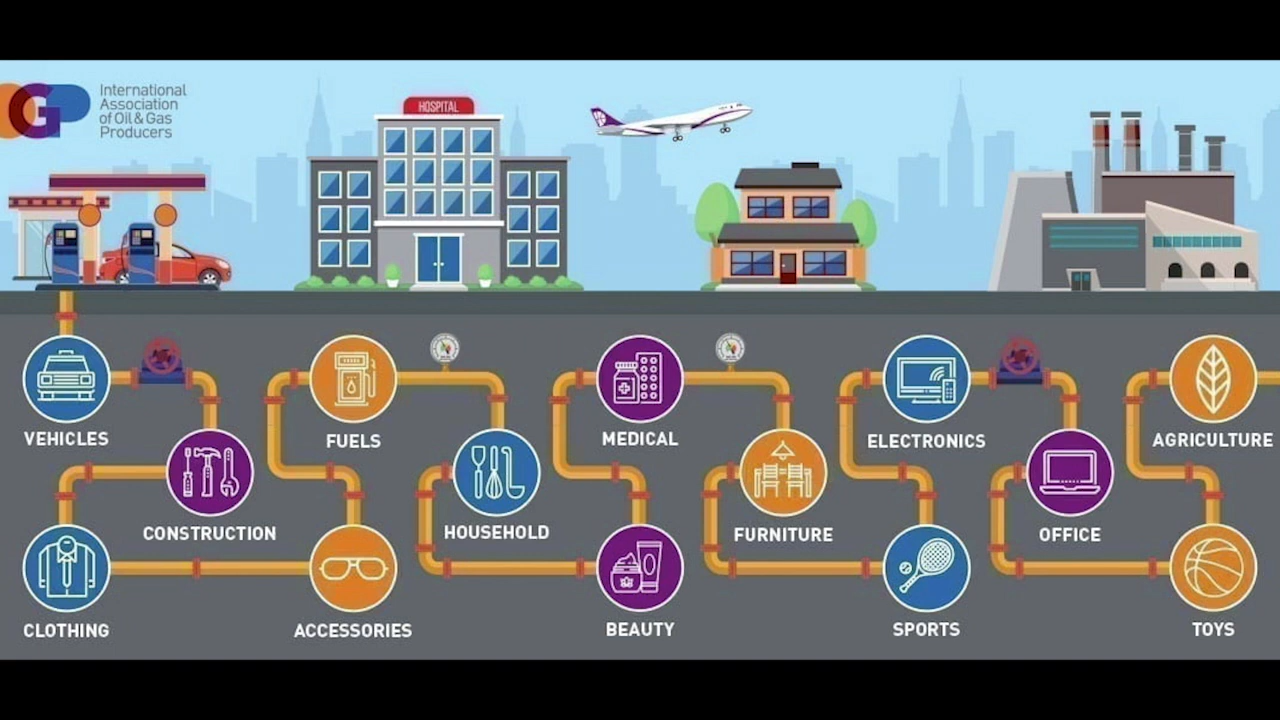 OGP
International
Association
of Oil & Gas
Producers
HOSPITAL
VEHICLES
FUELS
MEDICAL
ELECTRONICS
AGRICULTURE
CONSTRUCTION
HOUSEHOLD
FURNITURE
OFFICE
CLOTHING
ACCESSORIES
BEAUTY
SPORTS
TOYS